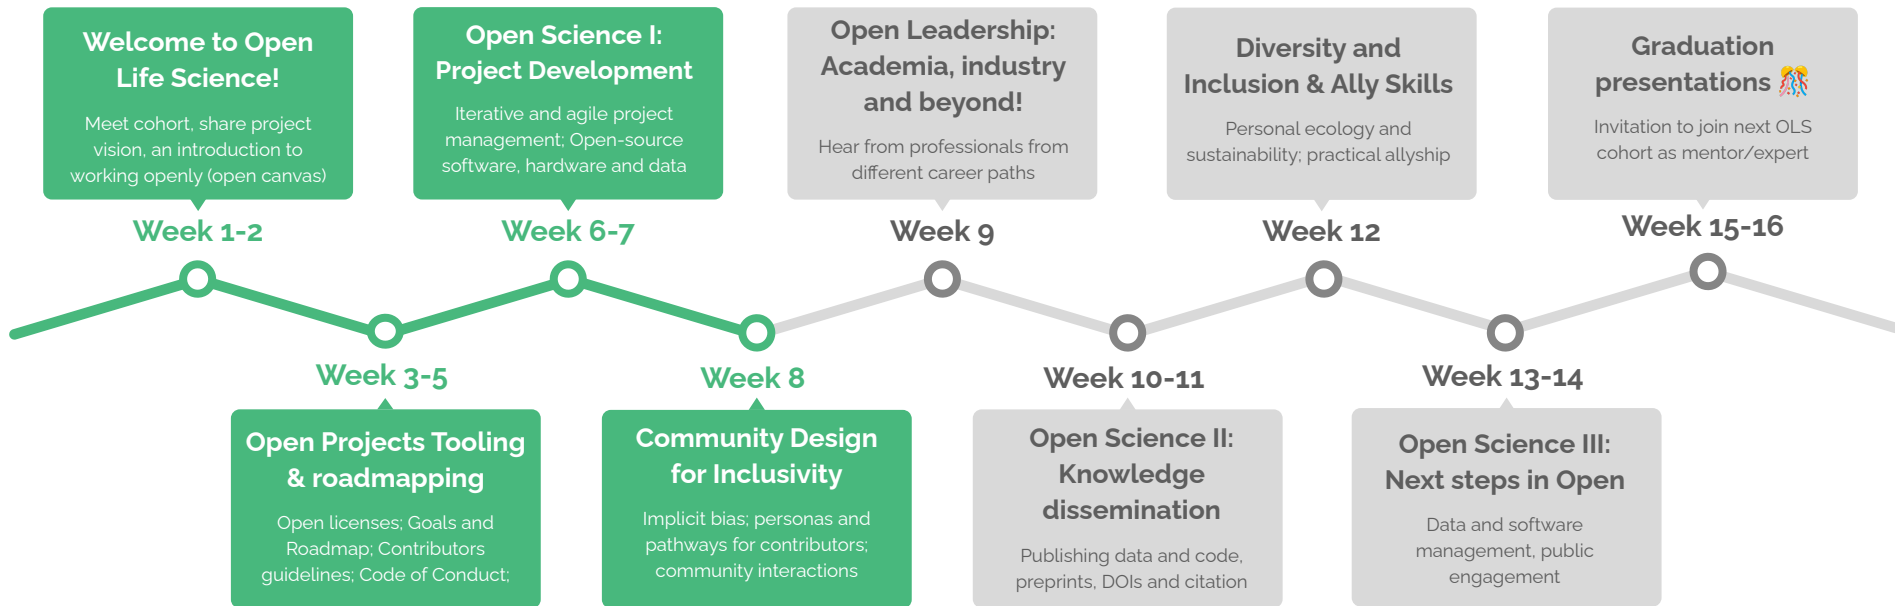 Welcome to Open
Life Science!
Meet cohort, share project
vision, an introduction to
working openly (open canvas)
Week 1-2
Open Projects Tooling
& roadmapping
Open licenses; Goals and
Roadmap; Contributors
guidelines; Code of Conduct;
Week 3-5
Open Science I:
Project Development
Iterative and agile project
management; Open-source
software, hardware and data
Week 6-7
Community Design
for Inclusivity
Implicit bias; personas and
pathways for contributors;
community interactions
Week 8
Open Leadership:
Academia, industry
and beyond!
Hear from professionals from
different career paths
Week 9
Open Science II:
Knowledge
dissemination
Publishing data and code,
preprints, DOIs and citation
Week 10-11
Diversity and
Inclusion & Ally Skills
Personal ecology and
sustainability; practical allyship
Week 12
Open Science III:
Next steps in Open
Data and software
management, public
engagement
Week 13-14
Graduation
presentations 🎊
Invitation to join next OLS
cohort as mentor/expert
Week 15-16